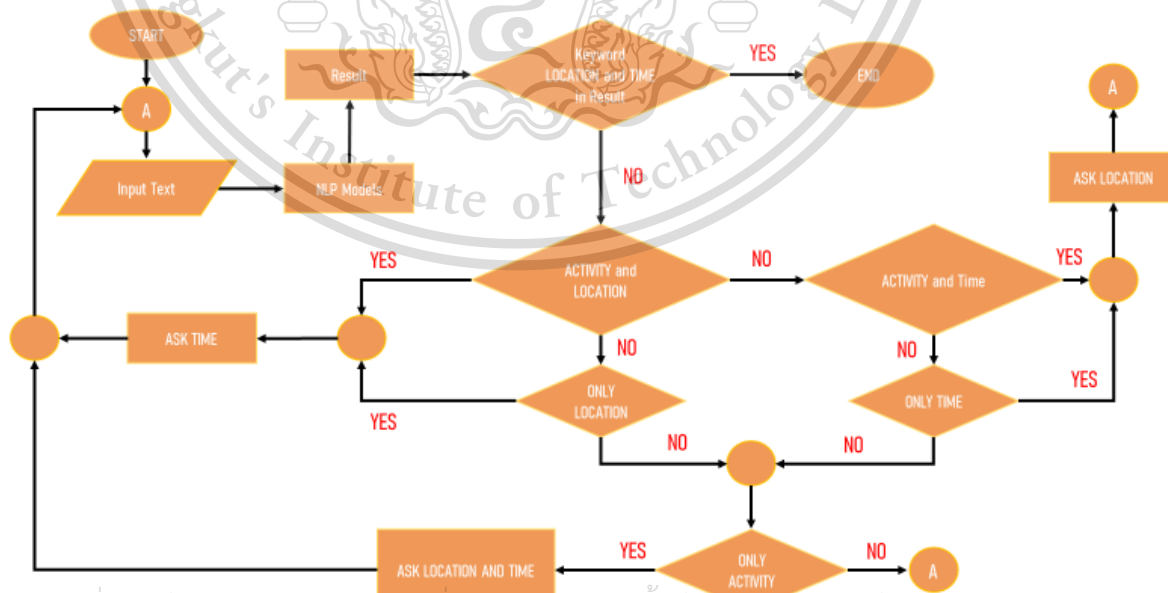 START
A
Input Text
NLP Models
Result
Keyword
LOCATION and TIME
in Result
YES
END
NO
ACTIVITY and
LOCATION
YES
NO
ACTIVITY and Time
YES
A
ASK LOCATION
ASK TIME
NO
ONLY
LOCATION
YES
NO
NO
ONLY TIME
YES
NO
ONLY
ACTIVITY
YES
ASK LOCATION AND TIME
NO
A
gkut's Institute of Technology L